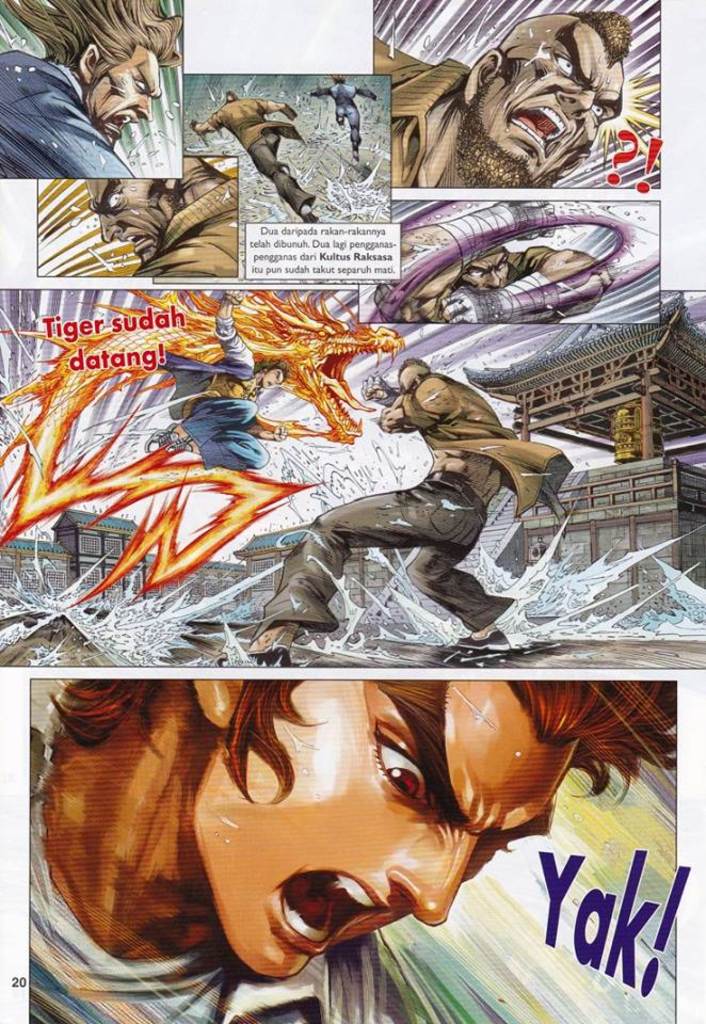 ?!
Dua daripada rakan-rakannya
telah dibunuh. Dua lagi pengganas-
pengganas dari Kultus Raksasa
itu pun sudah takut separuh mati.
Tiger sudah
datang!
Yak!
20